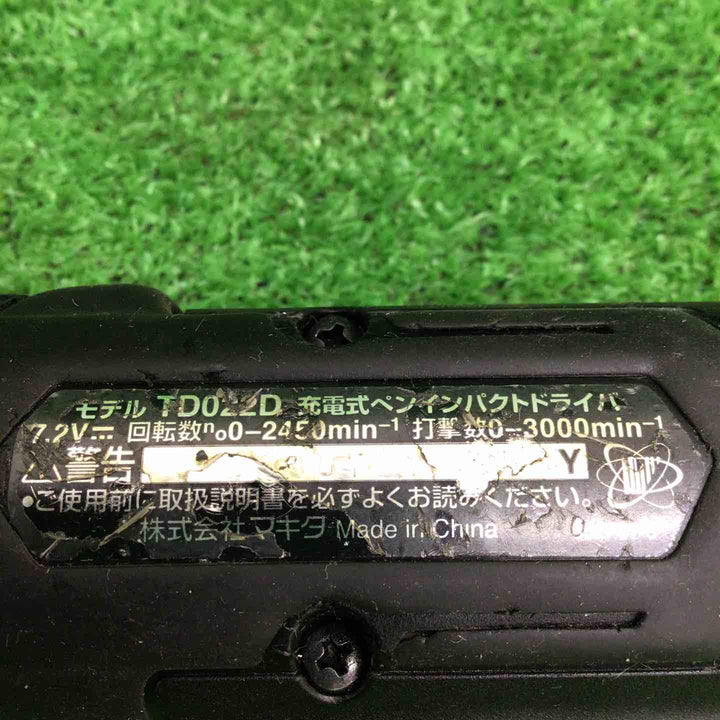 モデル TD022D 充電式ペンインパクトドライバ
7.2V⎓ 回転数n₀0-2450min⁻¹ 打撃数0-3000min⁻¹
⚠警告 Y
・ご使用前に取扱説明書を必ずよくお読みください。
株式会社マキタ Made in China